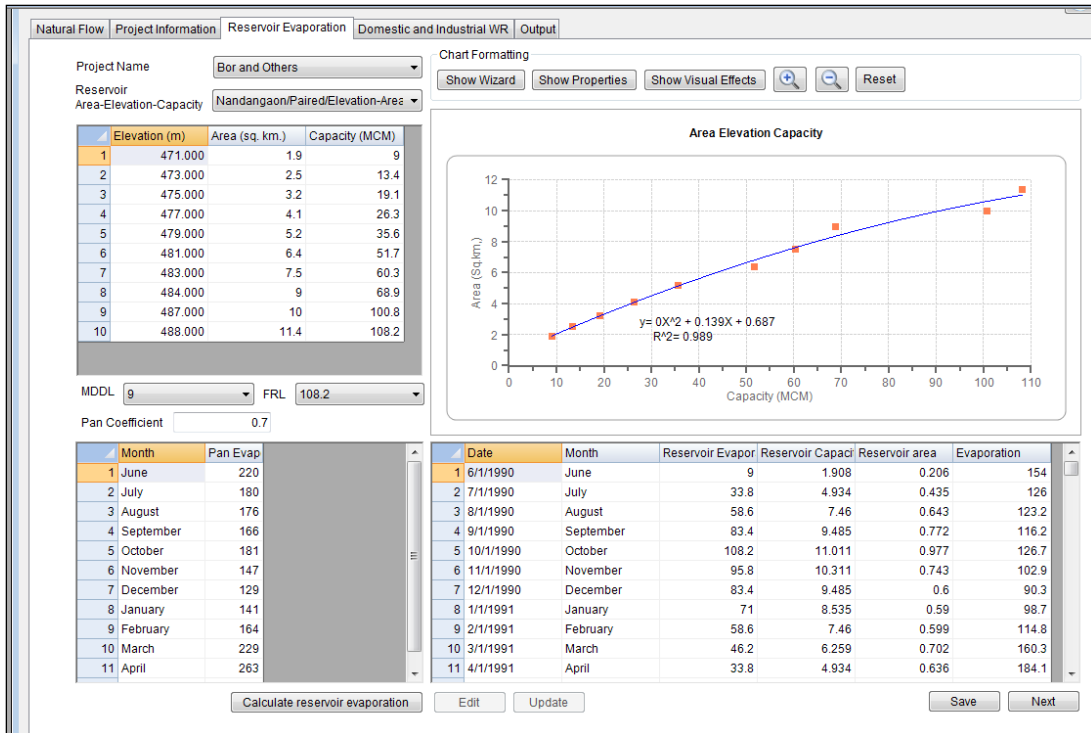 Natural Flow Project Information Reservoir Evaporation Domestic and Industrial WR Output
Project Name Bor and Others
Reservoir
Area-Elevation-Capacity Nandangaon/Paired/Elevation-Area
Elevation (m) Area (sq. km.) Capacity (MCM)
1 471.000 1.9 9
2 473.000 2.5 13.4
3 475.000 3.2 19.1
4 477.000 4.1 26.3
5 479.000 5.2 35.6
6 481.000 6.4 51.7
7 483.000 7.5 60.3
8 484.000 9 68.9
9 487.000 10 100.8
10 488.000 11.4 108.2
MDDL 9 FRL 108.2
Pan Coefficient 0.7
Chart Formatting
Show Wizard Show Properties Show Visual Effects Reset
Area Elevation Capacity
12
10
8
6
4
2
0
Area (Sq.km,)
y= 0X^2 + 0.139X + 0.687
R^2= 0.989
0 10 20 30 40 50 60 70 80 90 100 110
Capacity (MCM)
Month Pan Evap
1 June 220
2 July 180
3 August 176
4 September 166
5 October 181
6 November 147
7 December 129
8 January 141
9 February 164
10 March 229
11 April 263
Date Month Reservoir Evapor Reservoir Capaci Reservoir area Evaporation
1 6/1/1990 June 9 1.908 0.206 154
2 7/1/1990 July 33.8 4.934 0.435 126
3 8/1/1990 August 58.6 7.46 0.643 123.2
4 9/1/1990 September 83.4 9.485 0.772 116.2
5 10/1/1990 October 108.2 11.011 0.977 126.7
6 11/1/1990 November 95.8 10.311 0.743 102.9
7 12/1/1990 December 83.4 9.485 0.6 90.3
8 1/1/1991 January 71 8.535 0.59 98.7
9 2/1/1991 February 58.6 7.46 0.599 114.8
10 3/1/1991 March 46.2 6.259 0.702 160.3
11 4/1/1991 April 33.8 4.934 0.636 184.1
Calculate reservoir evaporation Edit Update Save Next